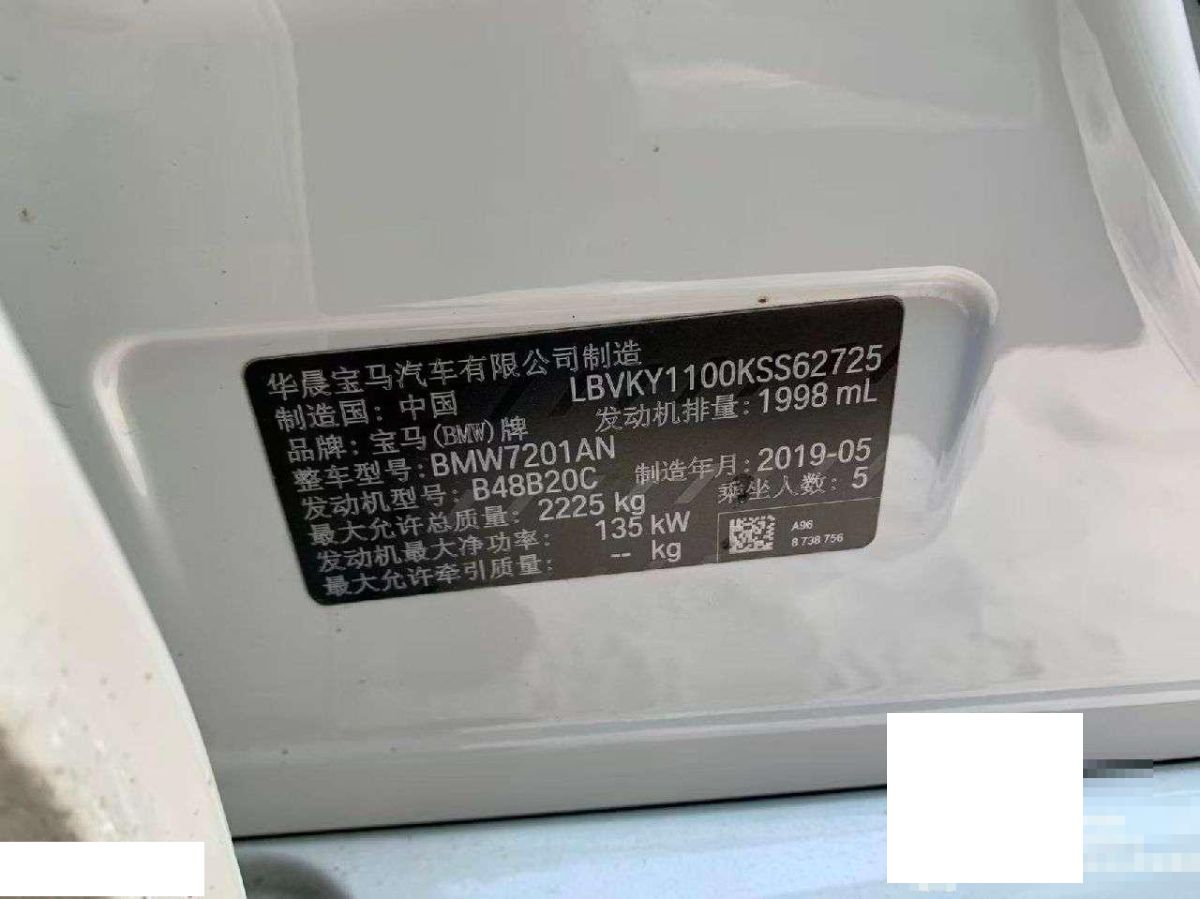 华晨宝马汽车有限公司制造
制造国：中国 LBVKY1100KSS62725
品牌：宝马(BMW)牌 发动机排量：1998 mL
整车型号：BMW7201AN
发动机型号：B48B20C 制造年月：2019-05
最大允许总质量：2225 kg 乘坐人数：5
发动机最大净功率：135 kW
最大允许牵引质量：-- kg
A96
8 738 756